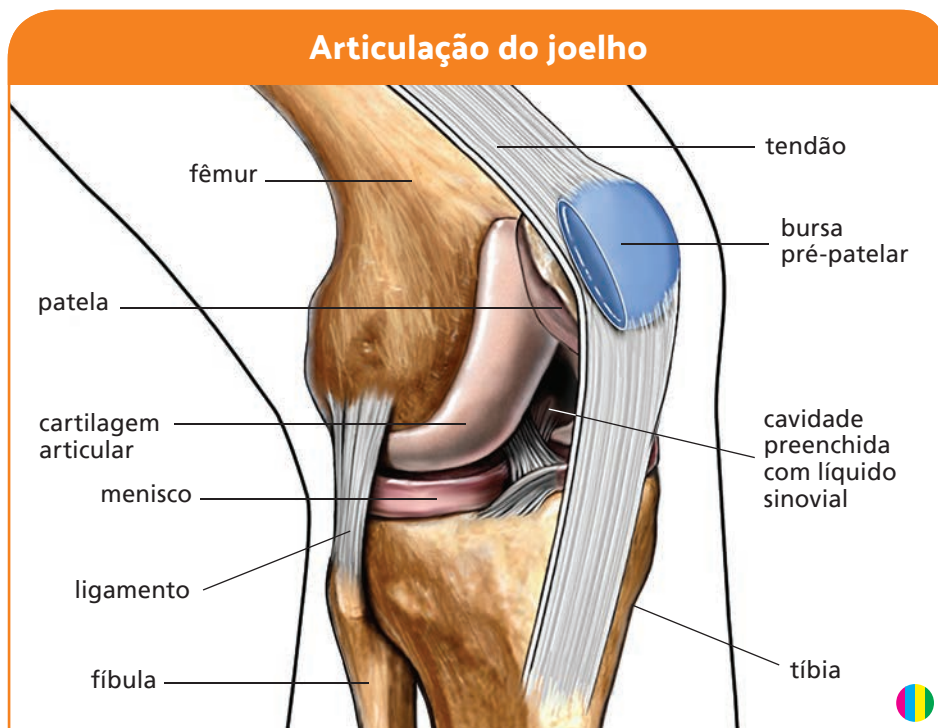 Articulação do joelho
fêmur
patela
cartilagem
articular
menisco
ligamento
fíbula
tendão
bursa
pré-patelar
cavidade
preenchida
com líquido
sinovial
tíbia